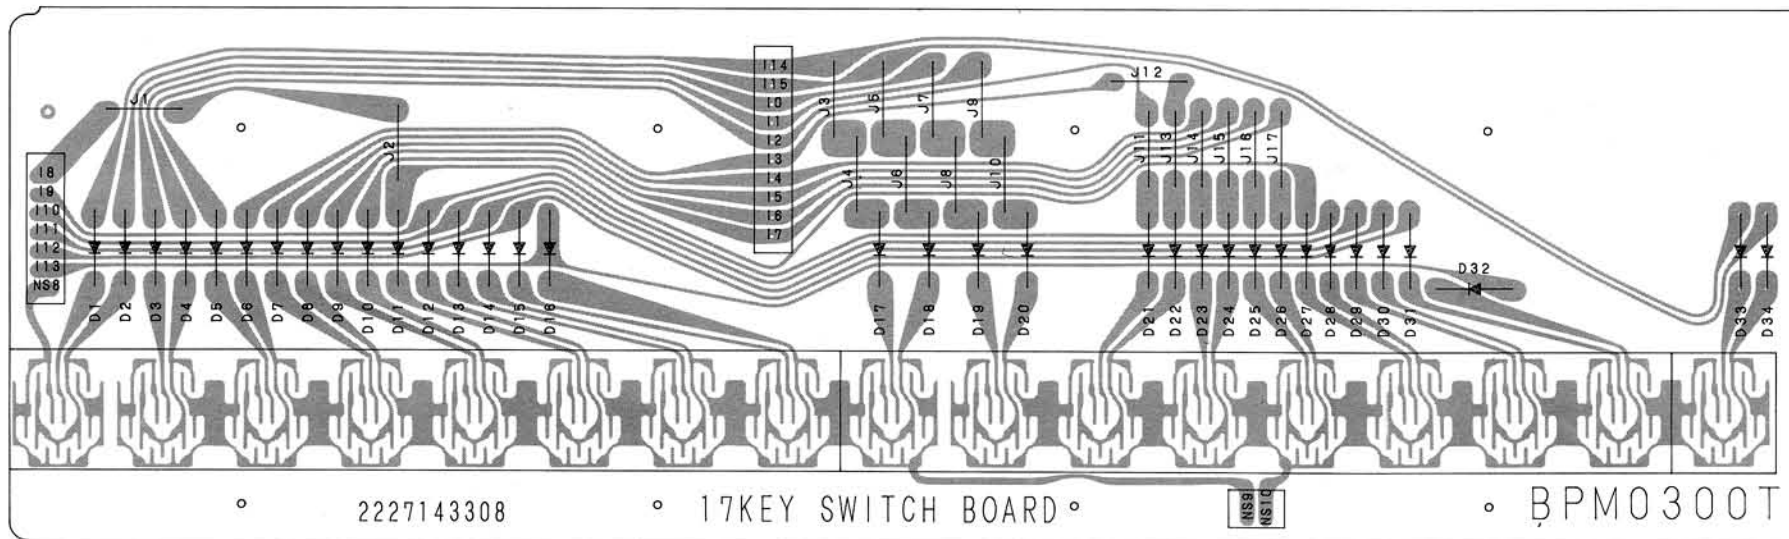 J1
J2
I8
I9
I10
I11
I12
I13
NS8
I14
I15
I0
I1
I2
I3
I4
I5
I6
I7
J3
J5
J7
J9
J4
J6
J8
J10
J12
J11
J13
J14
J15
J16
J17
D1
D2
D3
D4
D5
D6
D7
D8
D9
D10
D11
D12
D13
D14
D15
D16
D17
D18
D19
D20
D21
D22
D23
D24
D25
D26
D27
D28
D29
D30
D31
D32
D33
D34
NS9
NS10
2227143308
17KEY SWITCH BOARD
BPM0300T